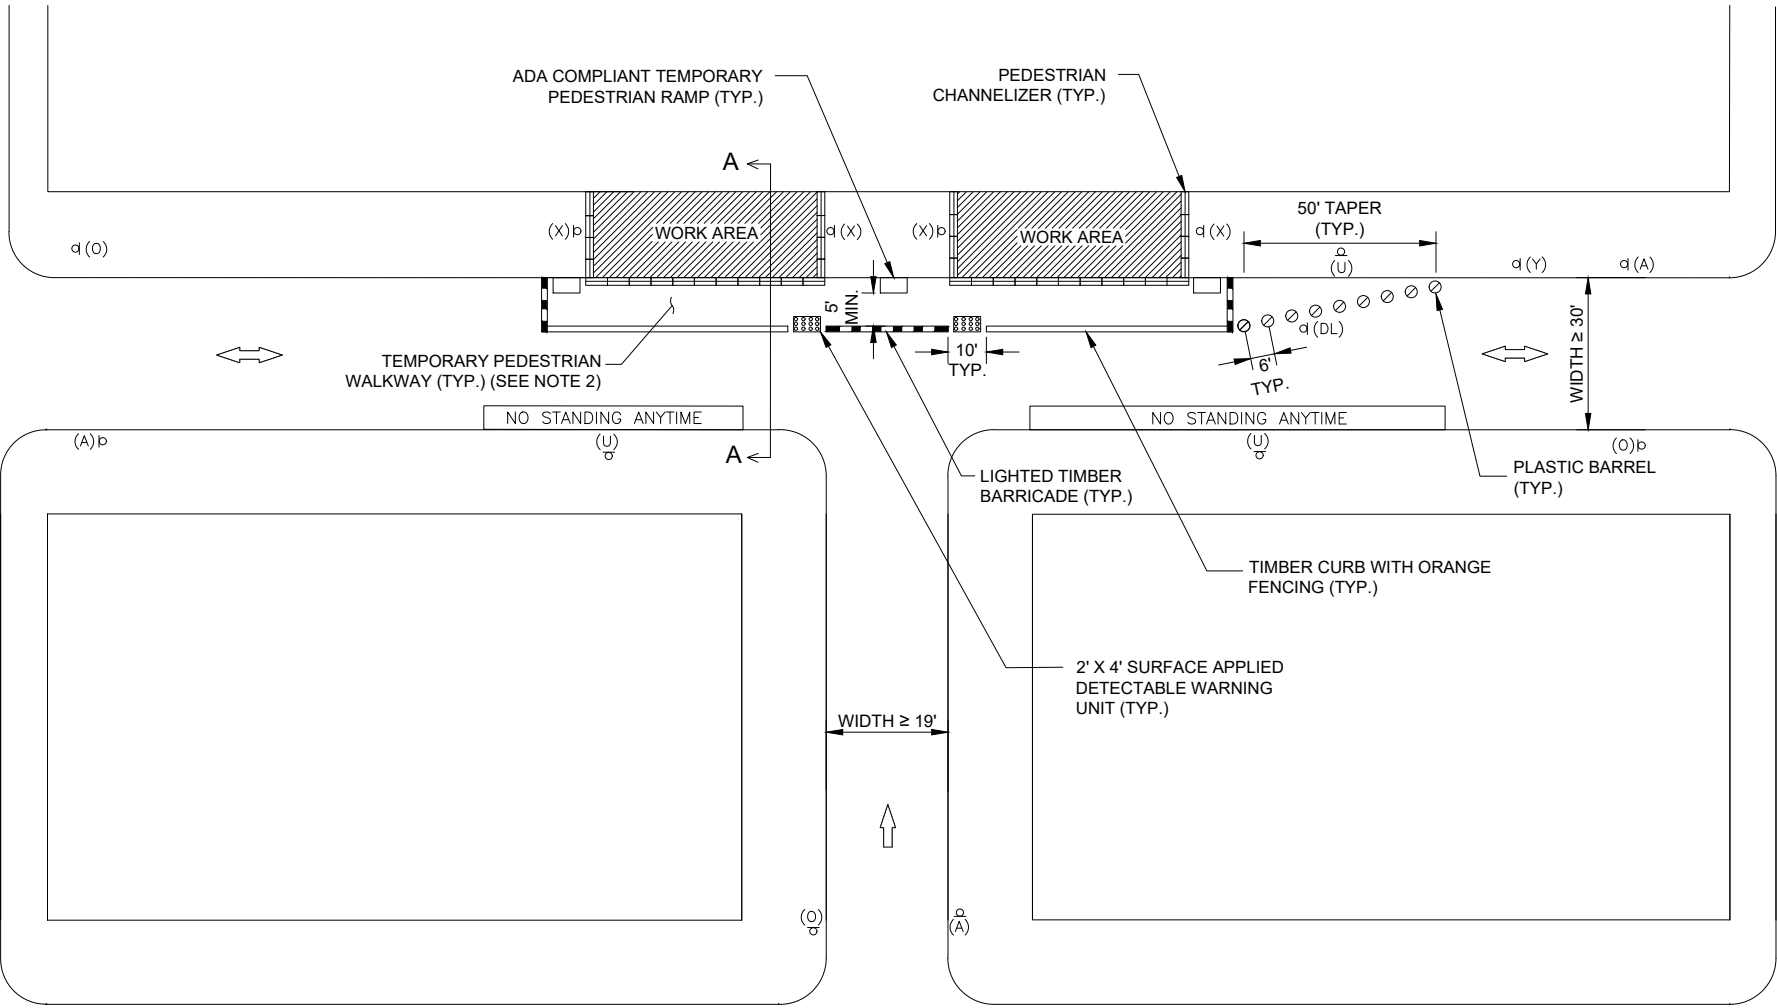 ADA COMPLIANT TEMPORARY
PEDESTRIAN RAMP (TYP.)
PEDESTRIAN
CHANNELIZER (TYP.)
A
50' TAPER
(TYP.)
(X)
WORK AREA
(X)
(X)
WORK AREA
(X)
(O)
(U)
(Y)
(A)
5'
MIN.
(DL)
WIDTH ≥ 30'
TEMPORARY PEDESTRIAN
WALKWAY (TYP.) (SEE NOTE 2)
10'
TYP.
6'
TYP.
NO STANDING ANYTIME
NO STANDING ANYTIME
(A)
(U)
A
(U)
(O)
LIGHTED TIMBER
BARRICADE (TYP.)
PLASTIC BARREL
(TYP.)
TIMBER CURB WITH ORANGE
FENCING (TYP.)
2' X 4' SURFACE APPLIED
DETECTABLE WARNING
UNIT (TYP.)
WIDTH ≥ 19'
(O)
(A)